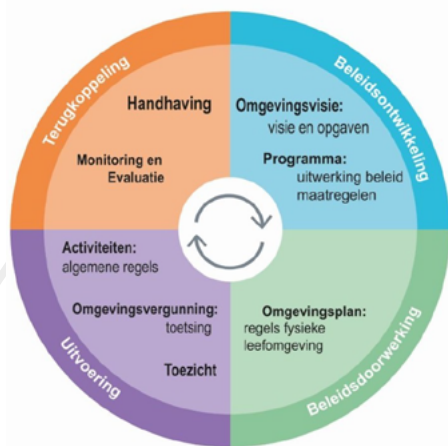 Terugkoppeling
Handhaving
Monitoring en
Evaluatie
Beleidsontwikkeling
Omgevingsvisie:
visie en opgaven
Programma:
uitwerking beleid
maatregelen
Beleidsdoorwerking
Omgevingsplan:
regels fysieke
leefomgeving
Uitvoering
Activiteiten:
algemene regels
Omgevingsvergunning:
toetsing
Toezicht